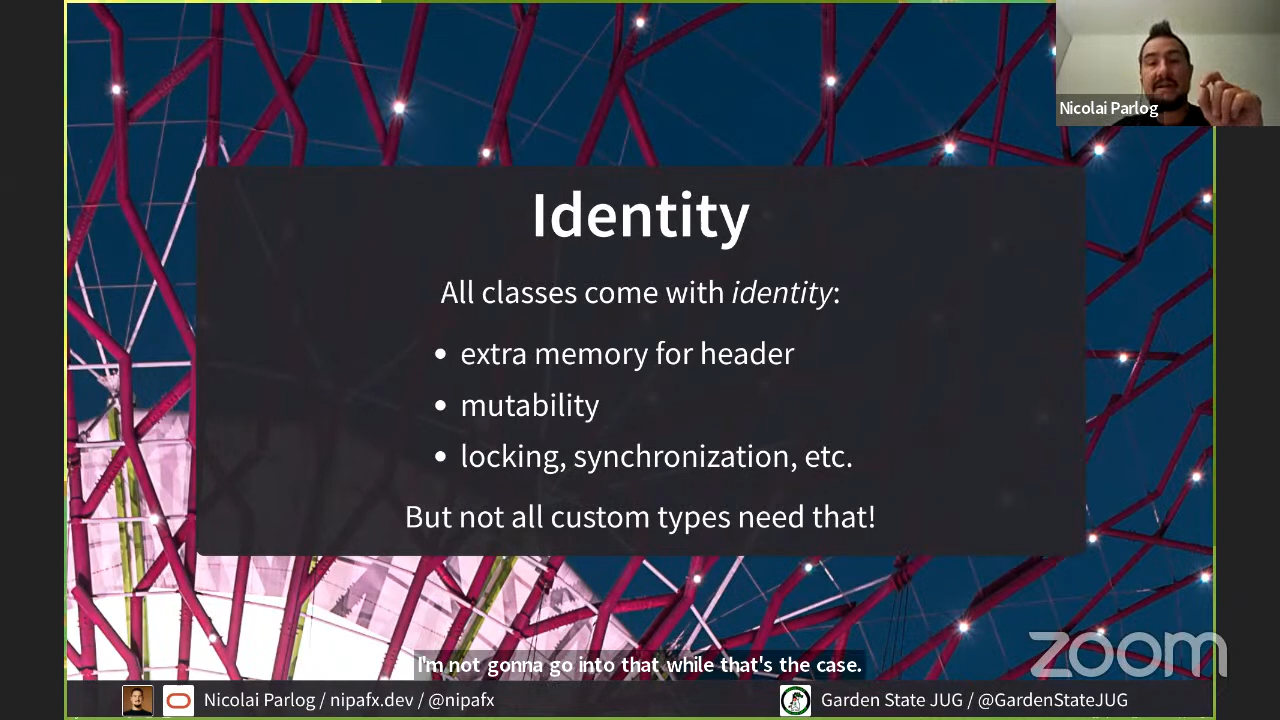 Nicolai Parlog
Identity
All classes come with identity:
• extra memory for header
• mutability
• locking, synchronization, etc.
But not all custom types need that!
zoom
I'm not gonna go into that while that's the case.
Nicolai Parlog / nipafx.dev / @nipafx
Garden State JUG / @GardenStateJUG